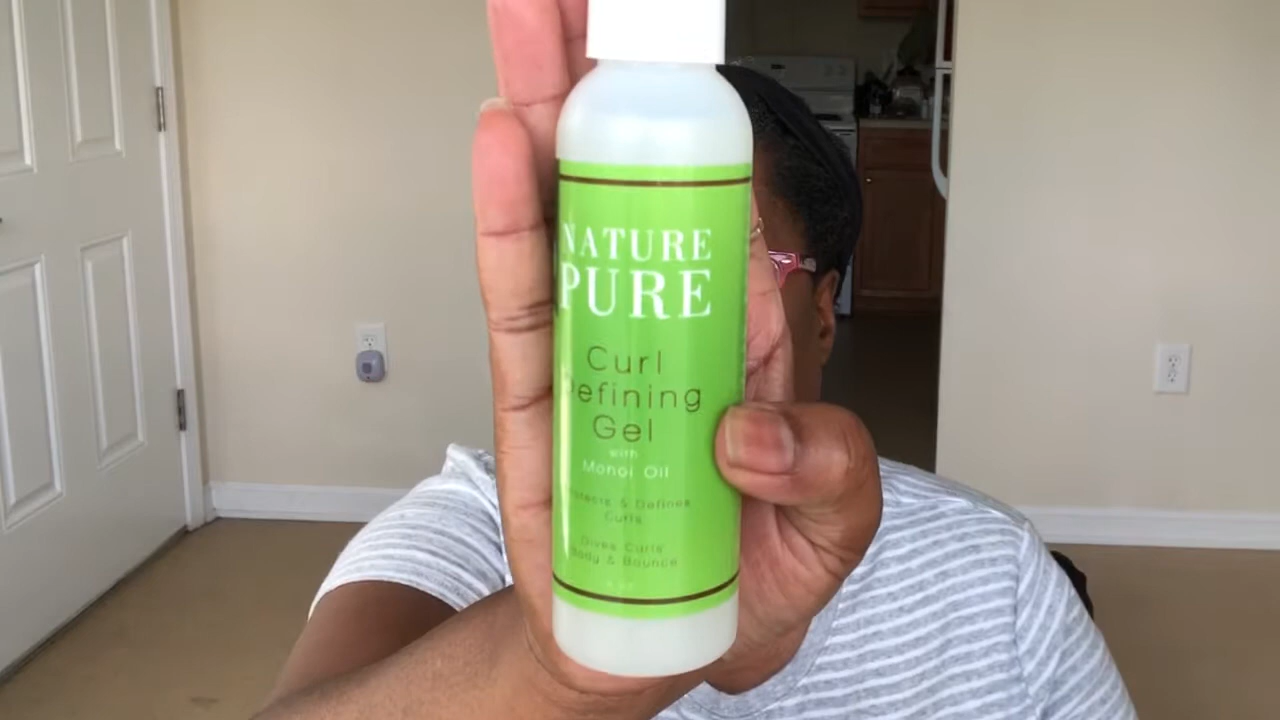 NATURE
PURE
Curl
Defining
Gel
with
Monoi Oil
Protects & Defines
Curls
Gives Curls
Body & Bounce